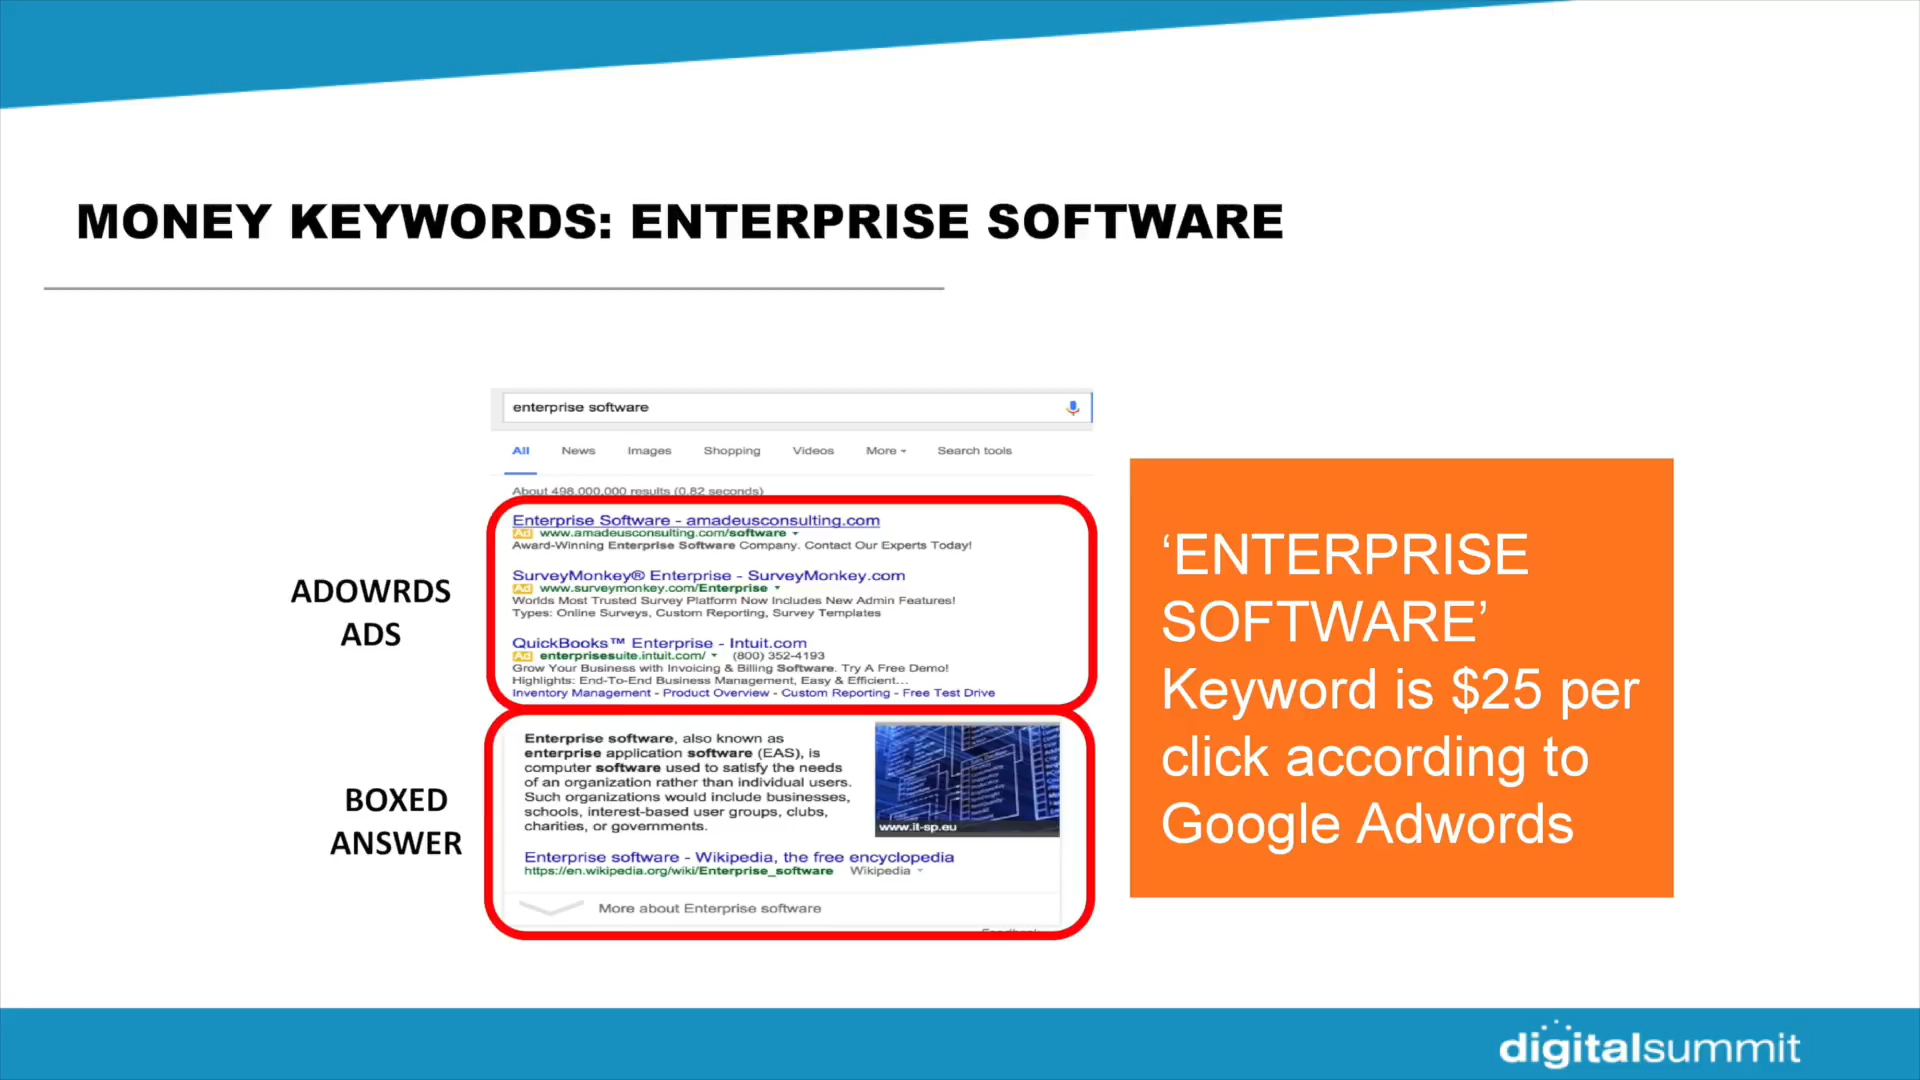 MONEY KEYWORDS: ENTERPRISE SOFTWARE
enterprise software
All News Images Shopping Videos More Search tools
About 498,000,000 results (0.82 seconds)
ADOWRDS
ADS
Enterprise Software - amadeusconsulting.com
Ad www.amadeusconsulting.com/software
Award-Winning Enterprise Software Company. Contact Our Experts Today!
SurveyMonkey® Enterprise - SurveyMonkey.com
Ad www.surveymonkey.com/Enterprise
Worlds Most Trusted Survey Platform Now Includes New Admin Features!
Types: Online Surveys, Custom Reporting, Survey Templates
QuickBooks™ Enterprise - Intuit.com
Ad enterprisesuite.intuit.com/ (800) 352-4193
Grow Your Business with Invoicing & Billing Software. Try A Free Demo!
Highlights: End-To-End Business Management, Easy & Efficient...
Inventory Management - Product Overview - Custom Reporting - Free Test Drive
BOXED
ANSWER
Enterprise software, also known as
enterprise application software (EAS), is
computer software used to satisfy the needs
of an organization rather than individual users.
Such organizations would include businesses,
schools, interest-based user groups, clubs,
charities, or governments.
www.it-sp.eu
Enterprise software - Wikipedia, the free encyclopedia
https://en.wikipedia.org/wiki/Enterprise_software Wikipedia
More about Enterprise software
‘ENTERPRISE
SOFTWARE’
Keyword is $25 per
click according to
Google Adwords
digitalsummit